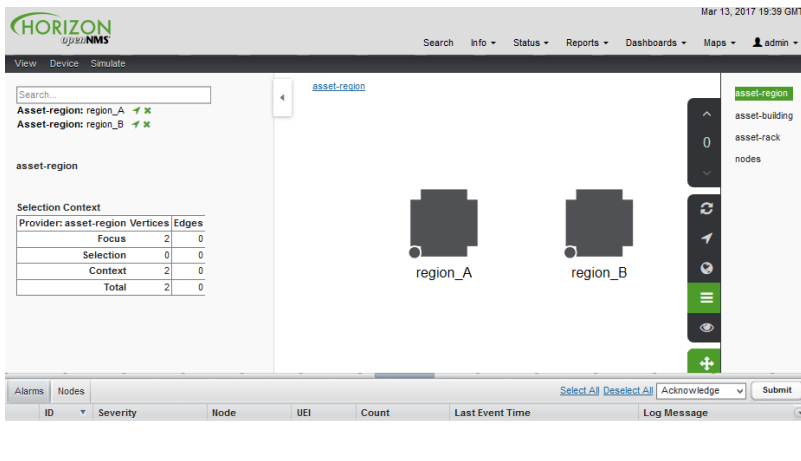 Mar 13, 2017 19:39 GMT
HORIZON
openNMS
Search Info Status Reports Dashboards Maps admin
View Device Simulate
Search...
Asset-region: region_A
Asset-region: region_B
asset-region
Selection Context
Provider: asset-region Vertices Edges
Focus 2 0
Selection 0 0
Context 2 0
Total 2 0
asset-region
region_A region_B
0
asset-region
asset-building
asset-rack
nodes
Alarms Nodes Select All Deselect All Acknowledge Submit
ID Severity Node UEI Count Last Event Time Log Message